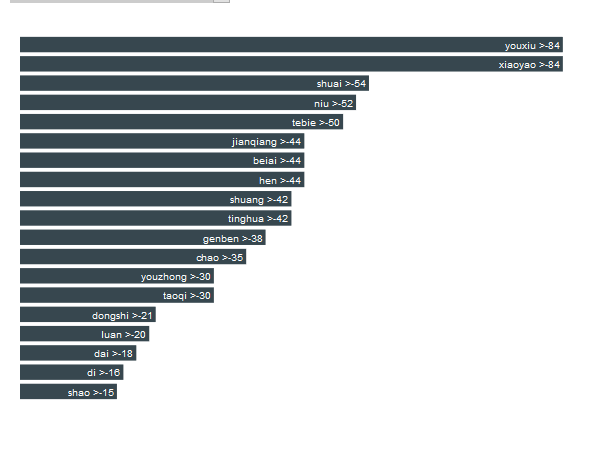 youxiu >-84
xiaoyao >-84
shuai >-54
niu >-52
tebie >-50
jianqiang >-44
beiai >-44
hen >-44
shuang >-42
tinghua >-42
genben >-38
chao >-35
youzhong >-30
taoqi >-30
dongshi >-21
luan >-20
dai >-18
di >-16
shao >-15